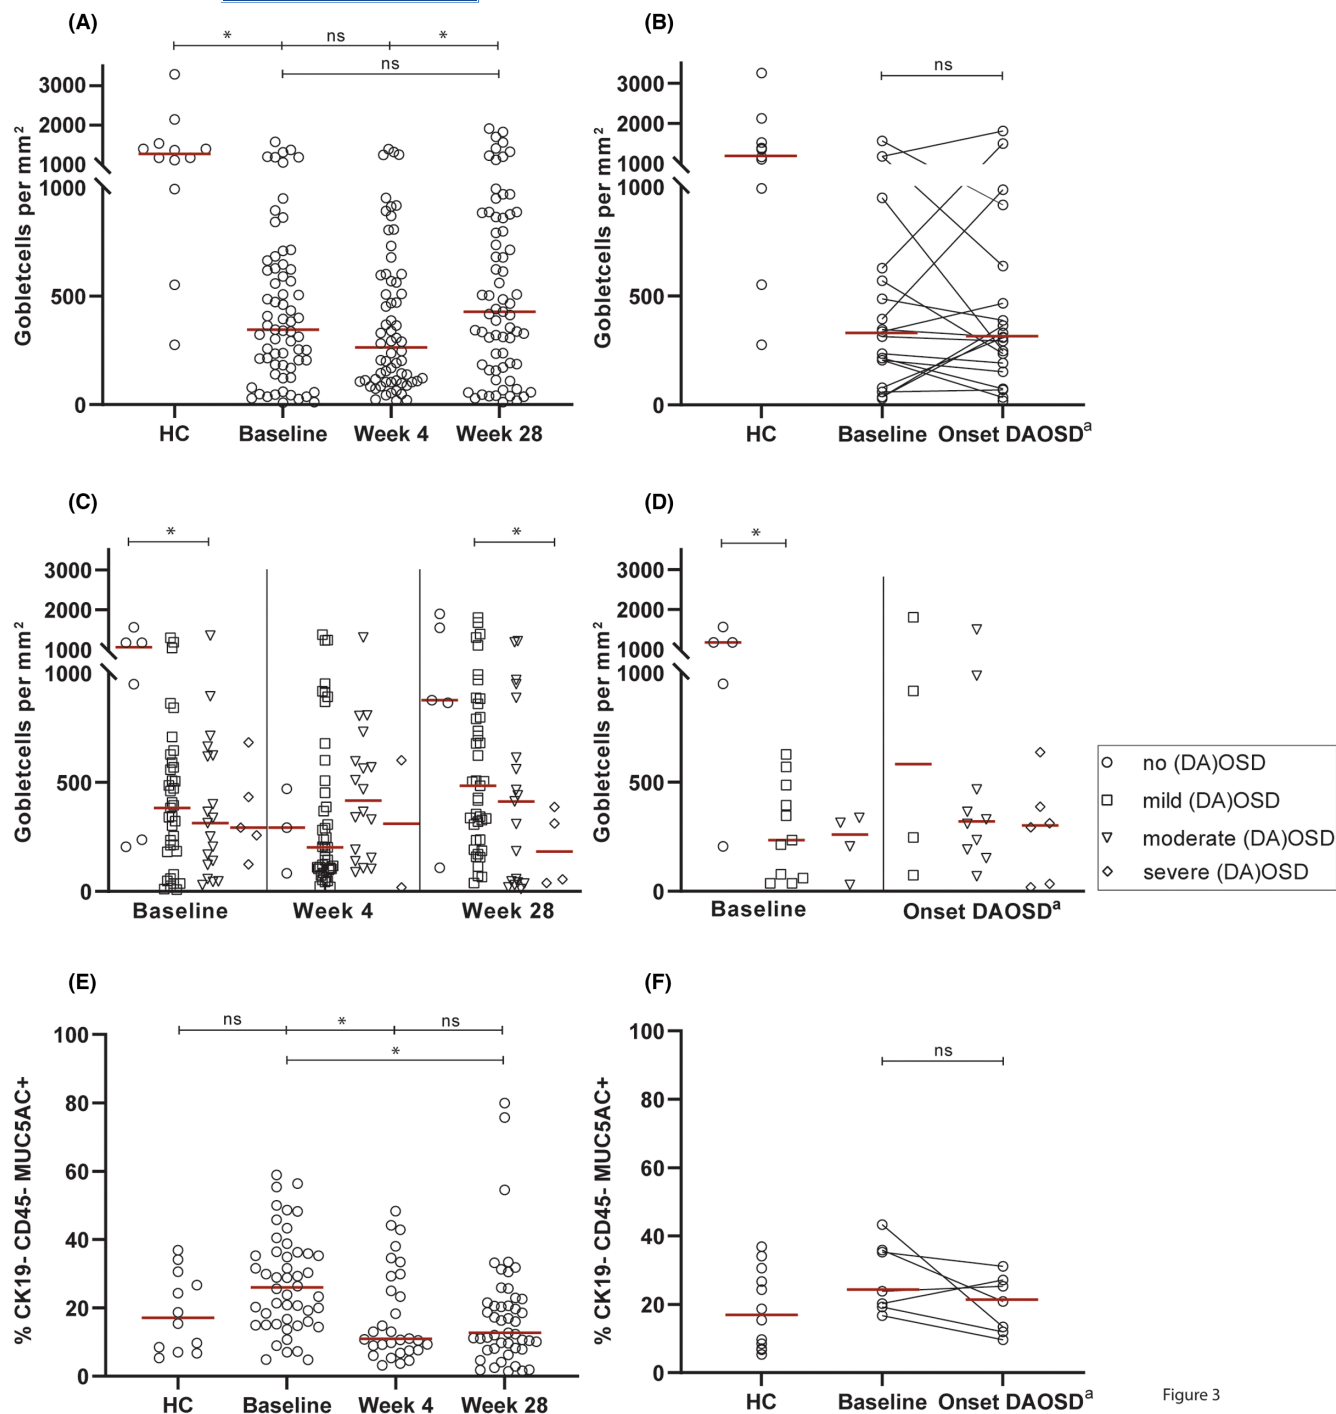 (A)
* ns *
ns
Gobletcells per mm²
3000
2000
1000
1000
500
0
HC Baseline Week 4 Week 28
(B)
ns
Gobletcells per mm²
3000
2000
1000
1000
500
0
HC Baseline Onset DAOSDᵃ
(C)
* *
Gobletcells per mm²
3000
2000
1000
1000
500
0
Baseline Week 4 Week 28
(D)
*
Gobletcells per mm²
3000
2000
1000
1000
500
0
Baseline Onset DAOSDᵃ
no (DA)OSD
mild (DA)OSD
moderate (DA)OSD
severe (DA)OSD
(E)
ns * ns
*
% CK19- CD45- MUC5AC+
100
80
60
40
20
0
HC Baseline Week 4 Week 28
(F)
ns
% CK19- CD45- MUC5AC+
100
80
60
40
20
0
HC Baseline Onset DAOSDᵃ
Figure 3